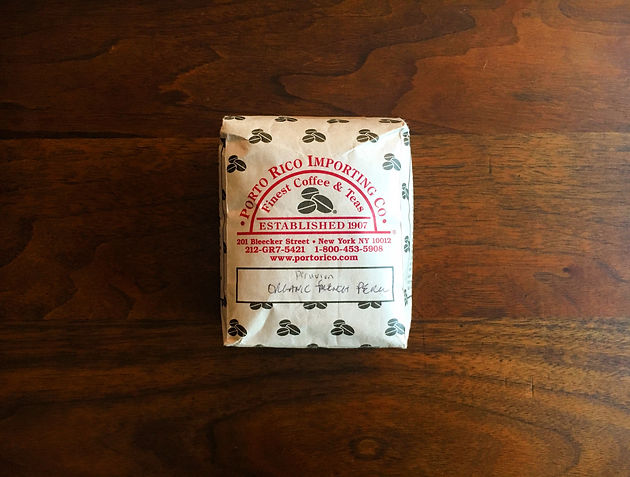 PORTO RICO IMPORTING CO.
Finest Coffee & Teas
ESTABLISHED 1907
201 Bleecker Street • New York NY 10012
212-GR7-5421 1-800-453-5908
www.portorico.com
Peruvian
ORGANIC FRENCH PERU